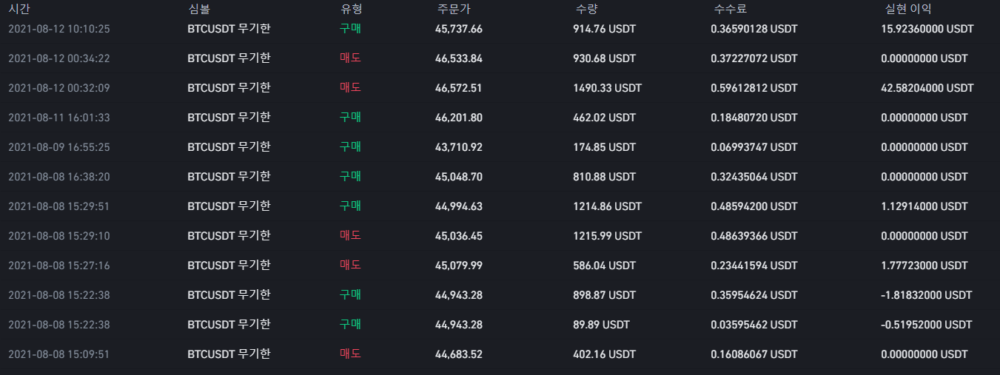 시간 심볼 유형 주문가 수량 수수료 실현 이익
2021-08-12 10:10:25 BTCUSDT 무기한 구매 45,737.66 914.76 USDT 0.36590128 USDT 15.92360000 USDT
2021-08-12 00:34:22 BTCUSDT 무기한 매도 46,533.84 930.68 USDT 0.37227072 USDT 0.00000000 USDT
2021-08-12 00:32:09 BTCUSDT 무기한 매도 46,572.51 1490.33 USDT 0.59612812 USDT 42.58204000 USDT
2021-08-11 16:01:33 BTCUSDT 무기한 구매 46,201.80 462.02 USDT 0.18480720 USDT 0.00000000 USDT
2021-08-09 16:55:25 BTCUSDT 무기한 구매 43,710.92 174.85 USDT 0.06993747 USDT 0.00000000 USDT
2021-08-08 16:38:20 BTCUSDT 무기한 구매 45,048.70 810.88 USDT 0.32435064 USDT 0.00000000 USDT
2021-08-08 15:29:51 BTCUSDT 무기한 구매 44,994.63 1214.86 USDT 0.48594200 USDT 1.12914000 USDT
2021-08-08 15:29:10 BTCUSDT 무기한 매도 45,036.45 1215.99 USDT 0.48639366 USDT 0.00000000 USDT
2021-08-08 15:27:16 BTCUSDT 무기한 매도 45,079.99 586.04 USDT 0.23441594 USDT 1.77723000 USDT
2021-08-08 15:22:38 BTCUSDT 무기한 구매 44,943.28 898.87 USDT 0.35954624 USDT -1.81832000 USDT
2021-08-08 15:22:38 BTCUSDT 무기한 구매 44,943.28 89.89 USDT 0.03595462 USDT -0.51952000 USDT
2021-08-08 15:09:51 BTCUSDT 무기한 매도 44,683.52 402.16 USDT 0.16086067 USDT 0.00000000 USDT